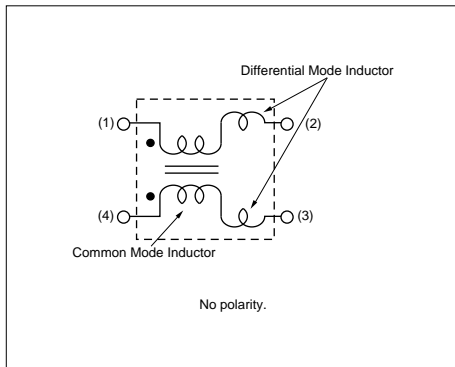 Differential Mode Inductor
(1)
(2)
(4)
(3)
Common Mode Inductor
No polarity.